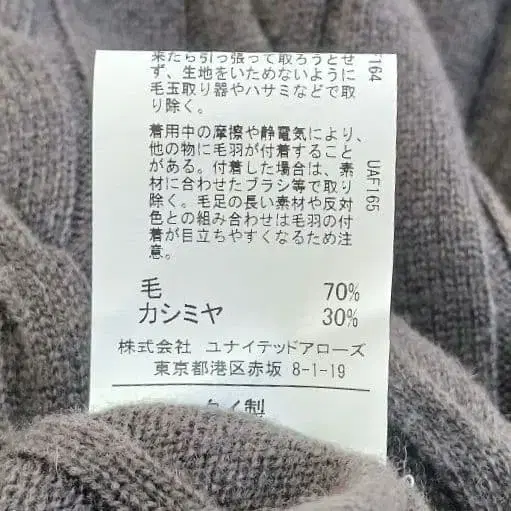 来たら引っ張って取ろうとせ
ず、生地をいためないように
毛玉取り器やハサミなどで取
り除く。
着用中の摩擦や静電気により、
他の物に毛羽が付着すること
がある。付着した場合は、素
材に合わせたブラシ等で取り
除く。毛足の長い素材や反対
色との組み合わせは毛羽の付
着が目立ちやすくなるため注
意。
毛 70%
カシミヤ 30%
株式会社 ユナイテッドアローズ
東京都港区赤坂 8-1-19
タイ製
164
UAF165